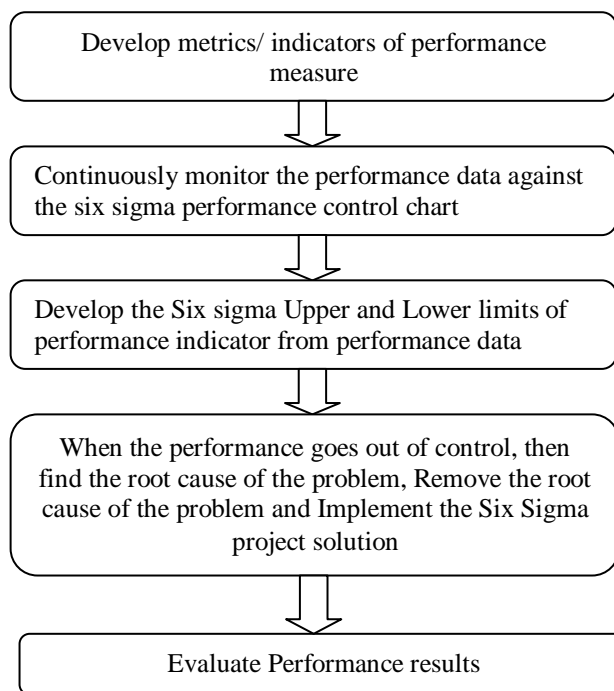 Develop metrics/ indicators of performance
measure
Continuously monitor the performance data against
the six sigma performance control chart
Develop the Six sigma Upper and Lower limits of
performance indicator from performance data
When the performance goes out of control, then
find the root cause of the problem, Remove the root
cause of the problem and Implement the Six Sigma
project solution
Evaluate Performance results